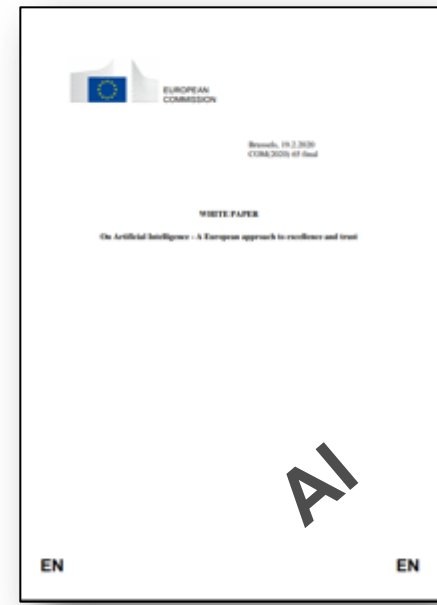 EUROPEAN
COMMISSION
Brussels, 19.2.2020
COM(2020) 65 final
WHITE PAPER
On Artificial Intelligence : A European approach to excellence and trust
AI
EN EN